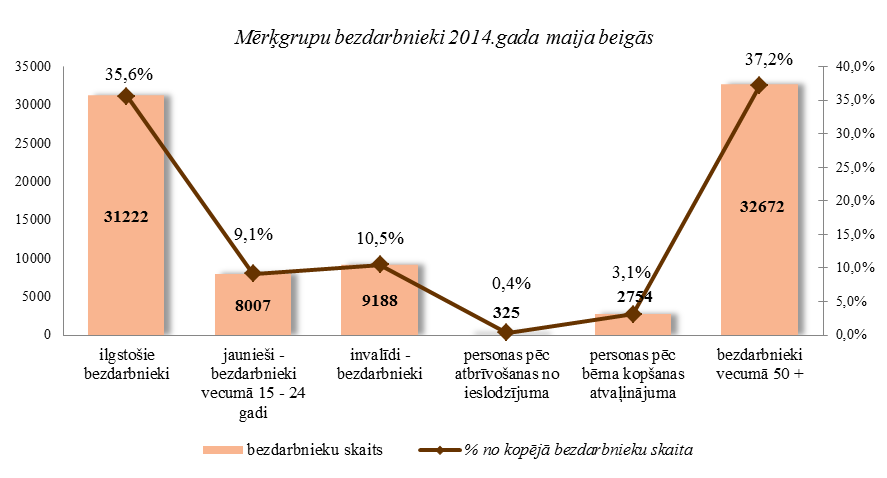 Mērķgrupu bezdarbnieki 2014.gada maija beigās
35000
30000
25000
20000
15000
10000
5000
0
40,0%
35,0%
30,0%
25,0%
20,0%
15,0%
10,0%
5,0%
0,0%
35,6%
9,1%
10,5%
0,4%
3,1%
37,2%
31222
8007
9188
325
2754
32672
ilgstošie
bezdarbnieki
jaunieši -
bezdarbnieki
vecumā 15 - 24
gadi
invalīdi -
bezdarbnieki
personas pēc
atbrīvošanas no
ieslodzījuma
personas pēc
bērna kopšanas
atvaļinājuma
bezdarbnieki
vecumā 50 +
bezdarbnieku skaits
% no kopējā bezdarbnieku skaita